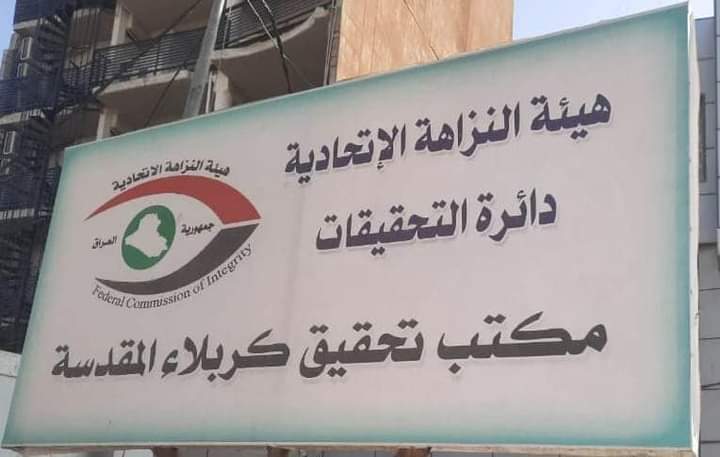 هيئة النزاهة الإتحادية
دائرة التحقيقات
هيئة النزاهة الاتحادية
جمهورية العراق
Federal Commission of Integrity
مكتب تحقيق كربلاء المقدسة